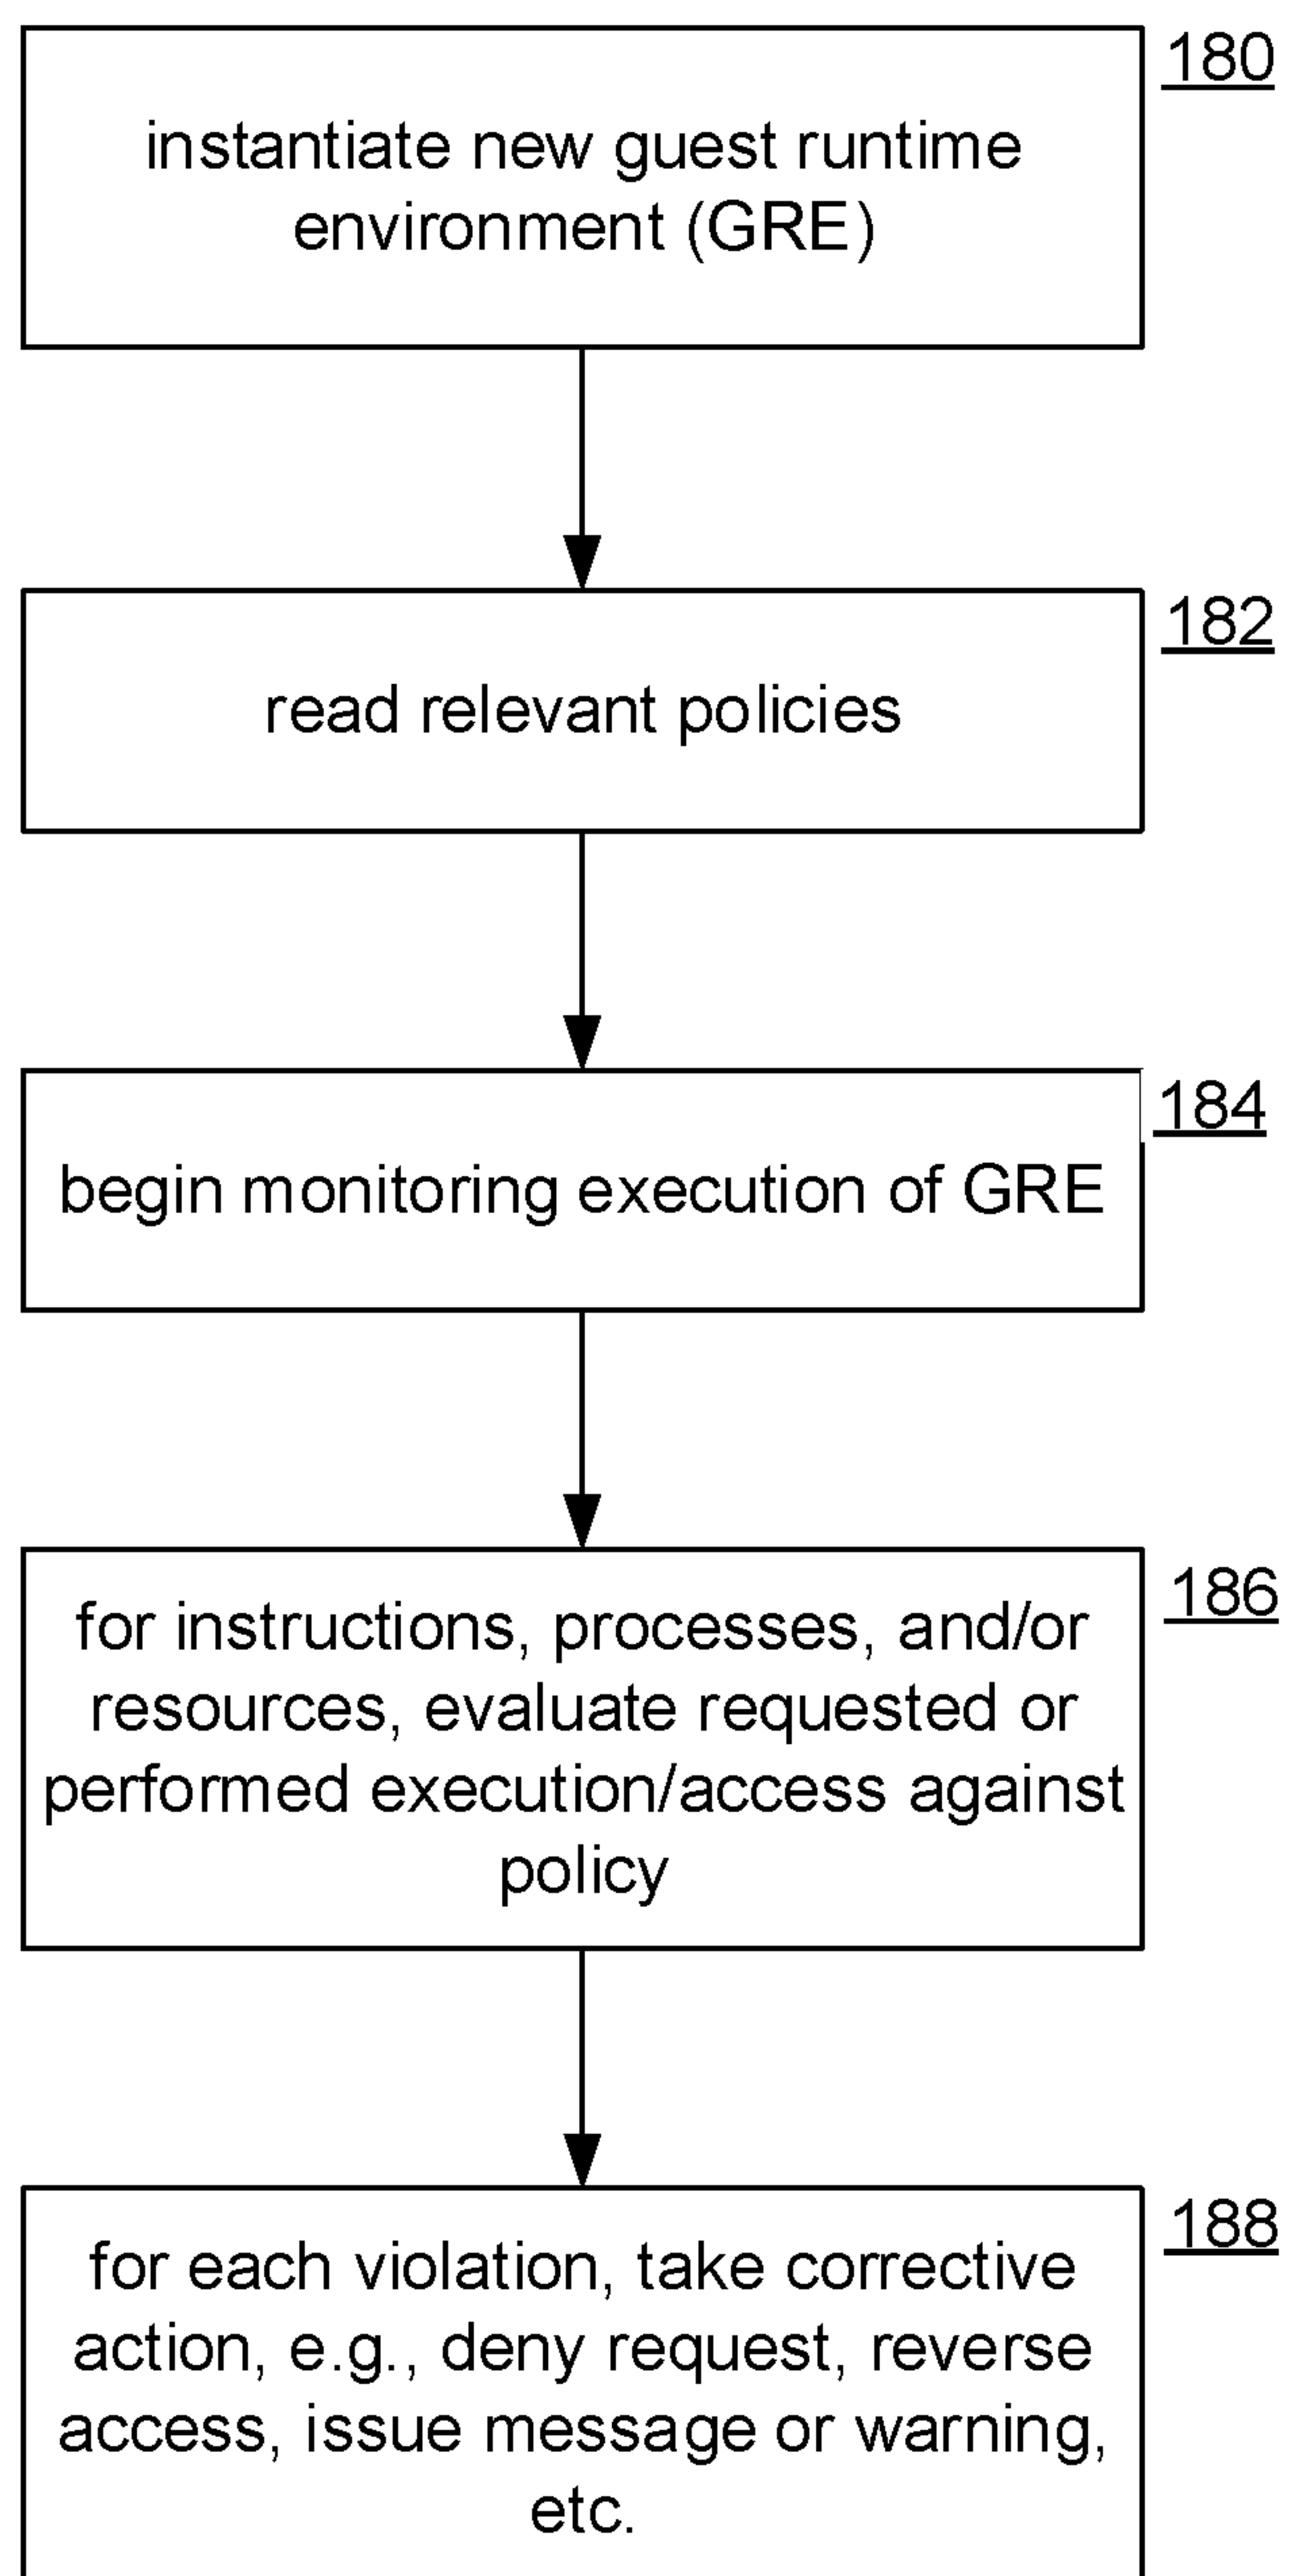 180
instantiate new guest runtime
environment (GRE)
182
read relevant policies
184
begin monitoring execution of GRE
186
for instructions, processes, and/or
resources, evaluate requested or
performed execution/access against
policy
188
for each violation, take corrective
action, e.g., deny request, reverse
access, issue message or warning,
etc.